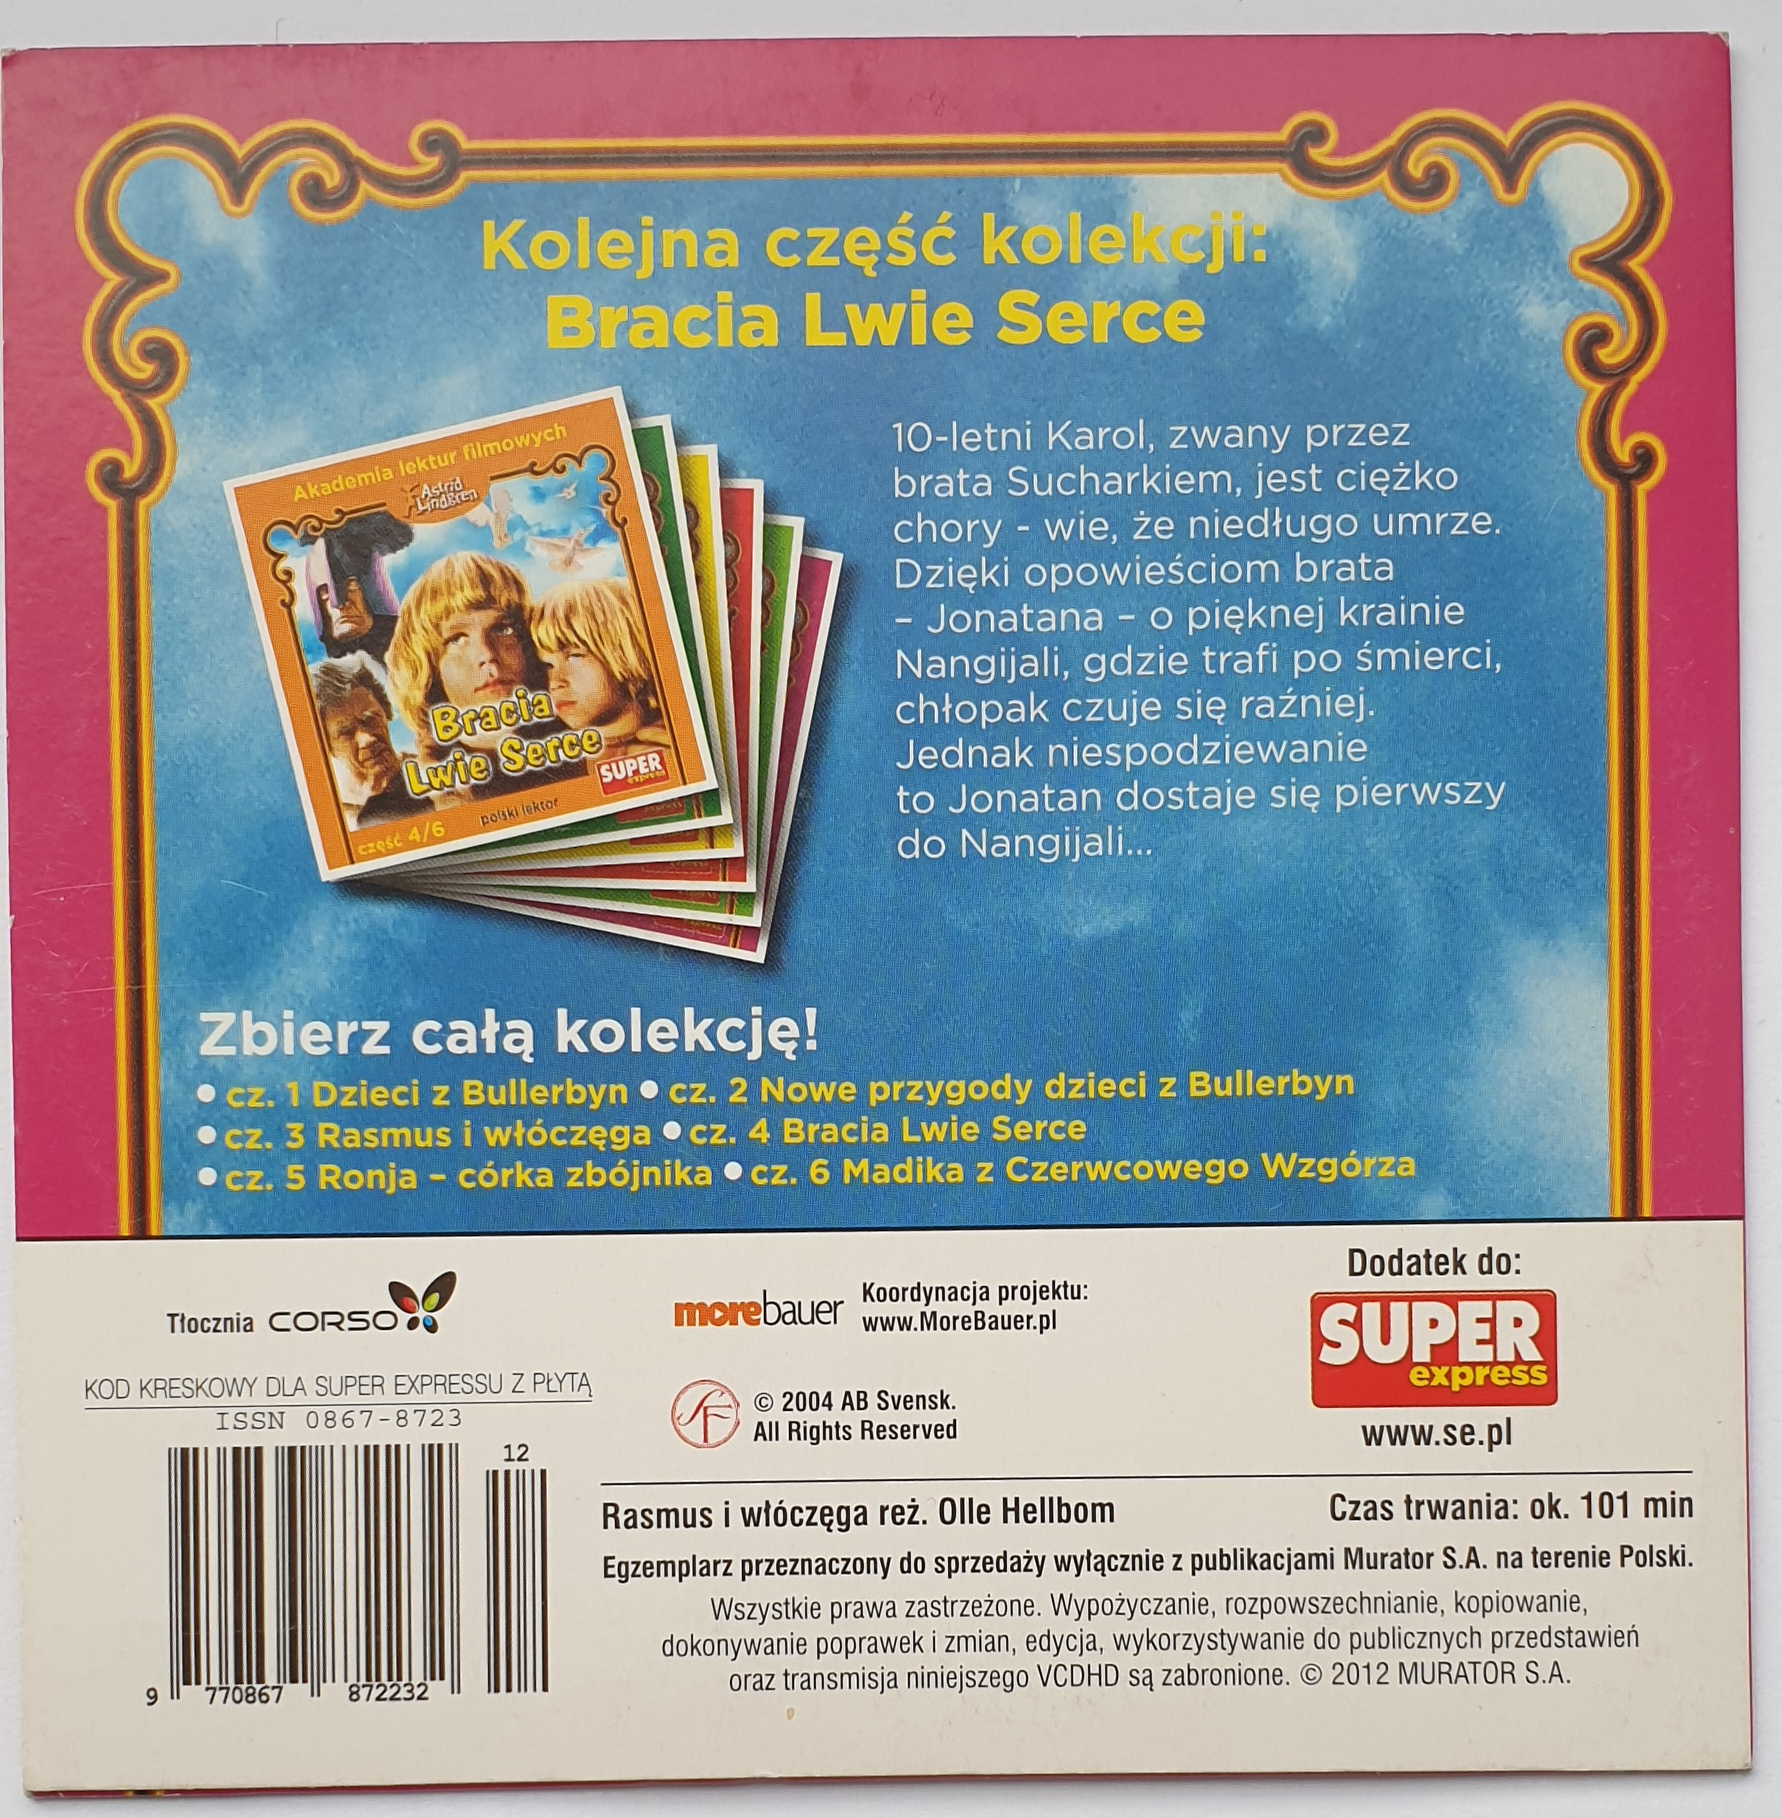 Kolejna część kolekcji:
Bracia Lwie Serce
Akademia lektur filmowych
Astrid
Lindgren
Bracia
Lwie Serce
SUPER
express
część 4/6
polski lektor
10-letni Karol, zwany przez
brata Sucharkiem, jest ciężko
chory - wie, że niedługo umrze.
Dzięki opowieściom brata
– Jonatana – o pięknej krainie
Nangijali, gdzie trafi po śmierci,
chłopak czuje się raźniej.
Jednak niespodziewanie
to Jonatan dostaje się pierwszy
do Nangijali...
Zbierz całą kolekcję!
• cz. 1 Dzieci z Bullerbyn • cz. 2 Nowe przygody dzieci z Bullerbyn
• cz. 3 Rasmus i włóczęga • cz. 4 Bracia Lwie Serce
• cz. 5 Ronja – córka zbójnika • cz. 6 Madika z Czerwcowego Wzgórza
Tłocznia CORSO
morebauer
Koordynacja projektu:
www.MoreBauer.pl
Dodatek do:
SUPER
express
www.se.pl
SF
© 2004 AB Svensk.
All Rights Reserved
KOD KRESKOWY DLA SUPER EXPRESSU Z PŁYTĄ
ISSN 0867-8723
12
9 770867 872232
Rasmus i włóczęga reż. Olle Hellbom
Czas trwania: ok. 101 min
Egzemplarz przeznaczony do sprzedaży wyłącznie z publikacjami Murator S.A. na terenie Polski.
Wszystkie prawa zastrzeżone. Wypożyczanie, rozpowszechnianie, kopiowanie,
dokonywanie poprawek i zmian, edycja, wykorzystywanie do publicznych przedstawień
oraz transmisja niniejszego VCDHD są zabronione. © 2012 MURATOR S.A.